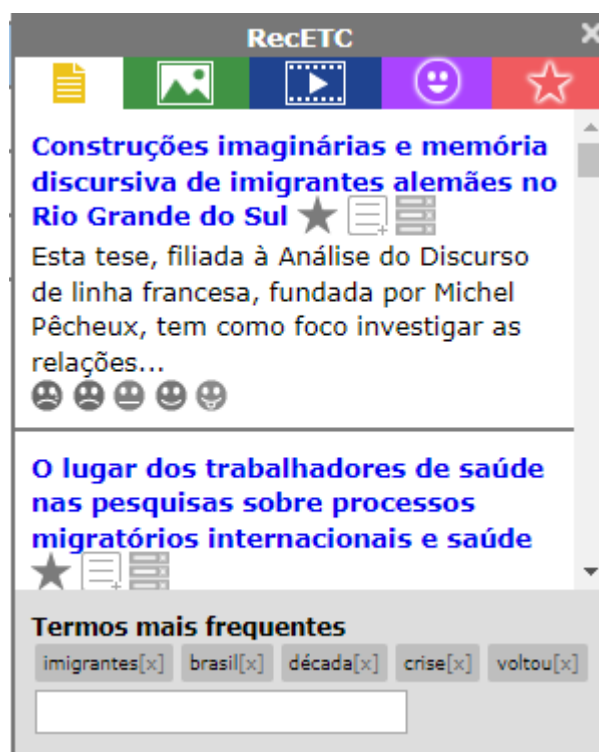 RecETC
Construções imaginárias e memória
discursiva de imigrantes alemães no
Rio Grande do Sul
Esta tese, filiada à Análise do Discurso
de linha francesa, fundada por Michel
Pêcheux, tem como foco investigar as
relações...
O lugar dos trabalhadores de saúde
nas pesquisas sobre processos
migratórios internacionais e saúde
Termos mais frequentes
imigrantes[x] brasil[x] década[x] crise[x] voltou[x]